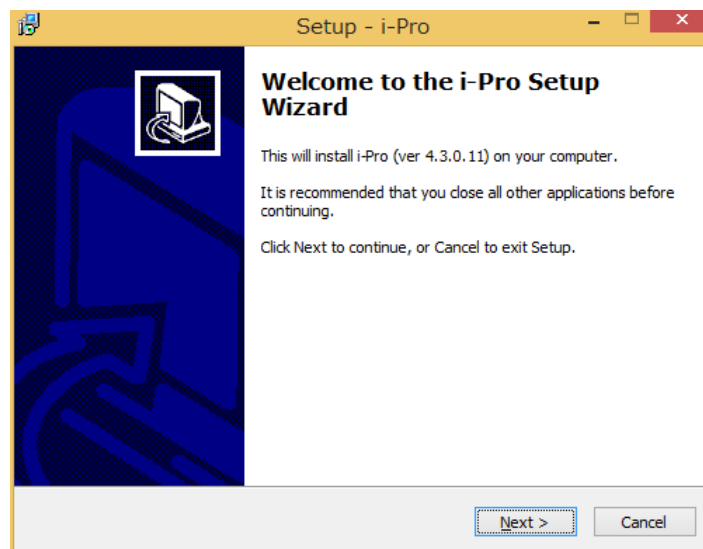 Setup - i-Pro
Welcome to the i-Pro Setup
Wizard
This will install i-Pro (ver 4.3.0.11) on your computer.
It is recommended that you close all other applications before
continuing.
Click Next to continue, or Cancel to exit Setup.
Next >
Cancel